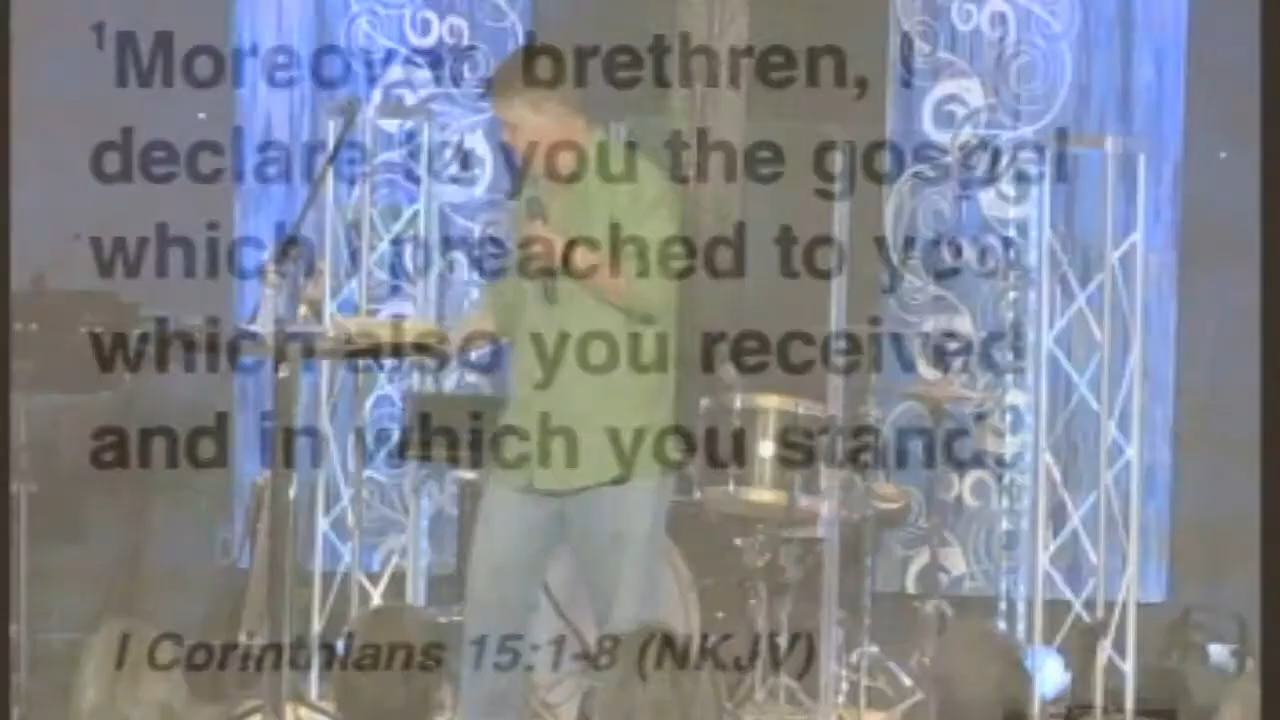 ¹Moreover, brethren, I
declare to you the gospel
which I preached to you,
which also you received
and in which you stand,
I Corinthians 15:1-8 (NKJV)